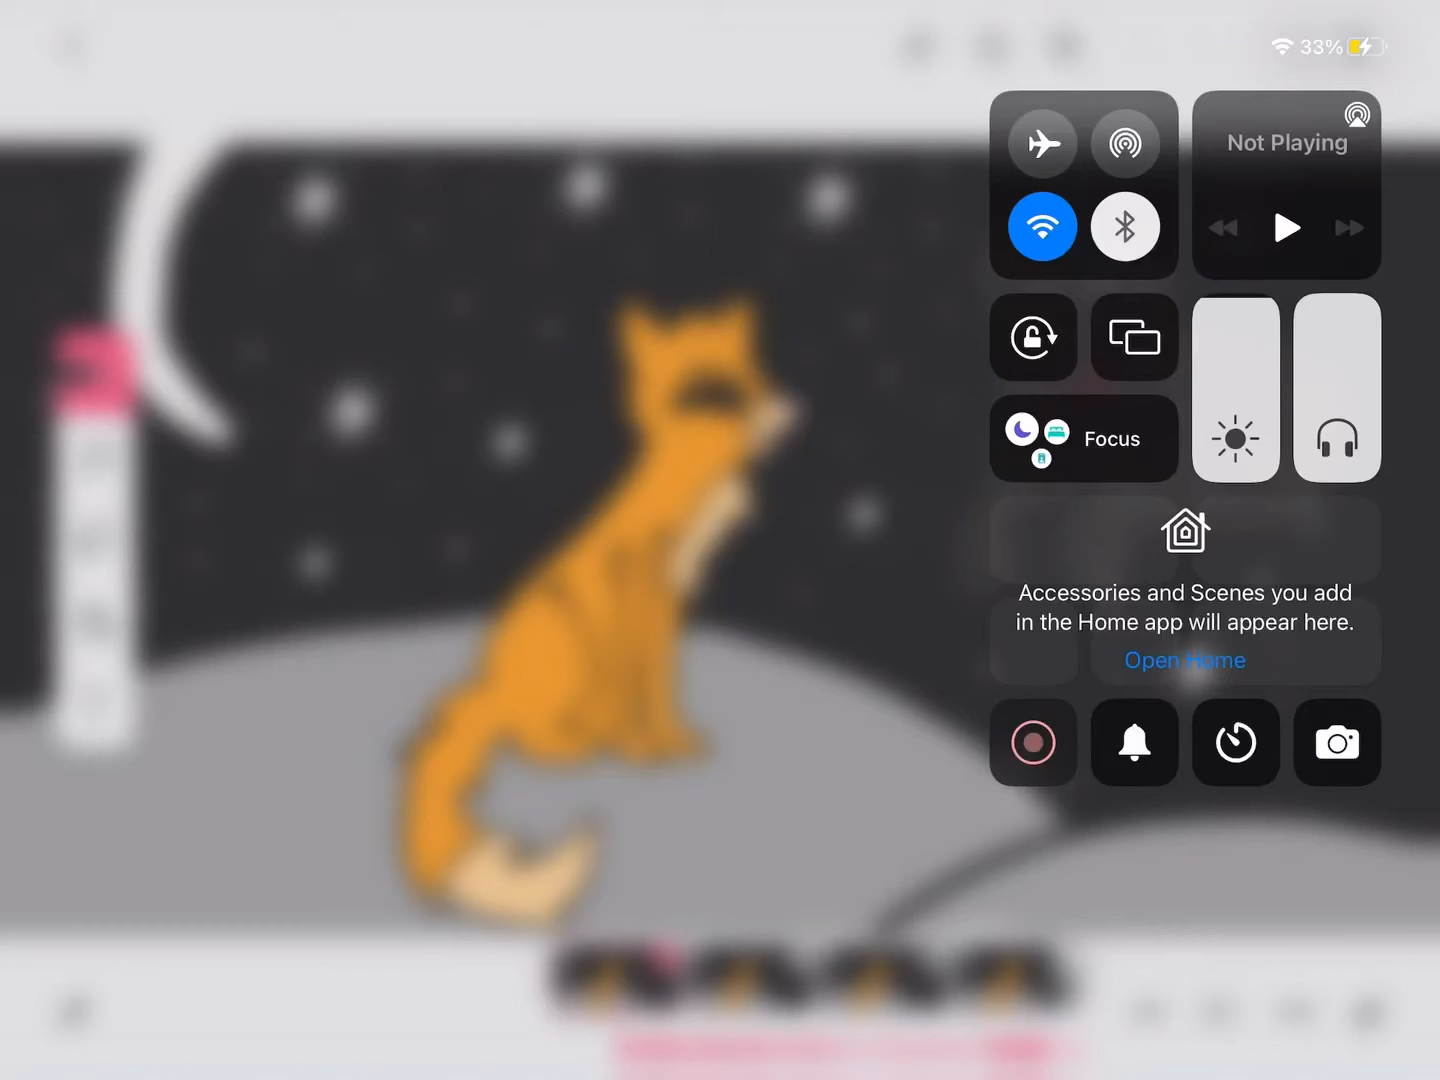 33%
Not Playing
Focus
Accessories and Scenes you add
in the Home app will appear here.
Open Home